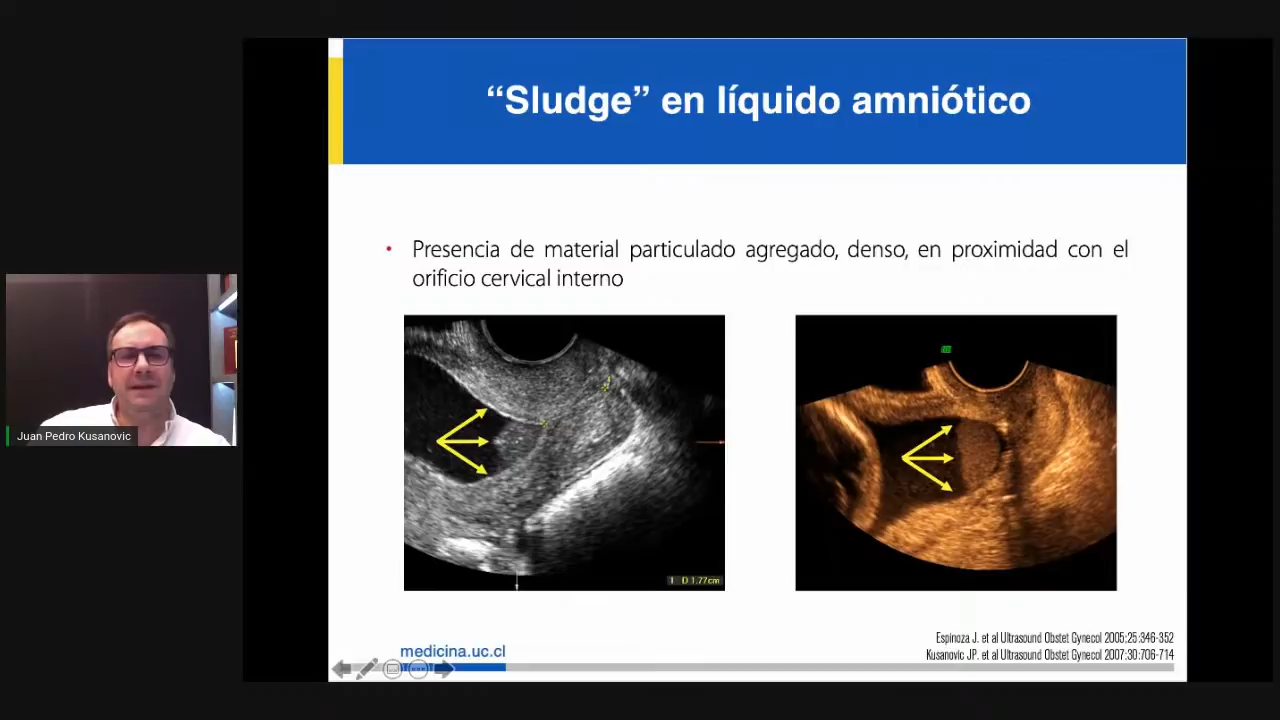 “Sludge” en líquido amniótico
• Presencia de material particulado agregado, denso, en proximidad con el
orificio cervical interno
1 D 1.77cm
Juan Pedro Kusanovic
Espinoza J. et al Ultrasound Obstet Gynecol 2005;25:346-352
Kusanovic JP. et al Ultrasound Obstet Gynecol 2007;30:706-714
medicina.uc.cl